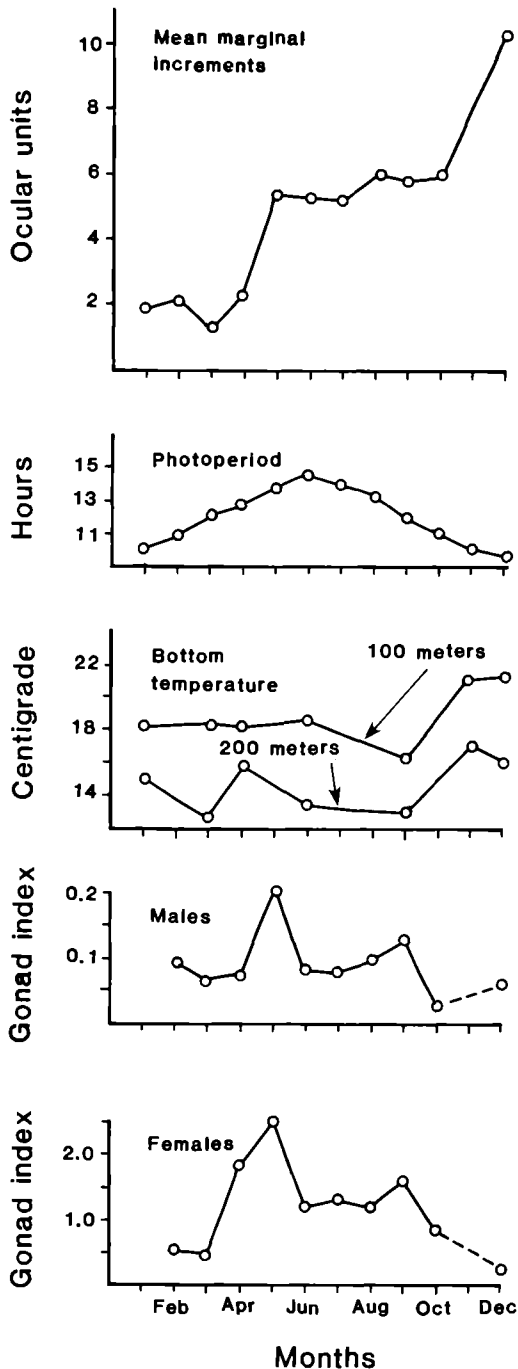 Mean marginal
increments
Ocular units
10
8
6
4
2
Photoperiod
Hours
15
13
11
Bottom
temperature
100 meters
200 meters
Centigrade
22
18
14
Males
Gonad index
0.2
0.1
Females
Gonad index
2.0
1.0
Feb Apr Jun Aug Oct Dec
Months